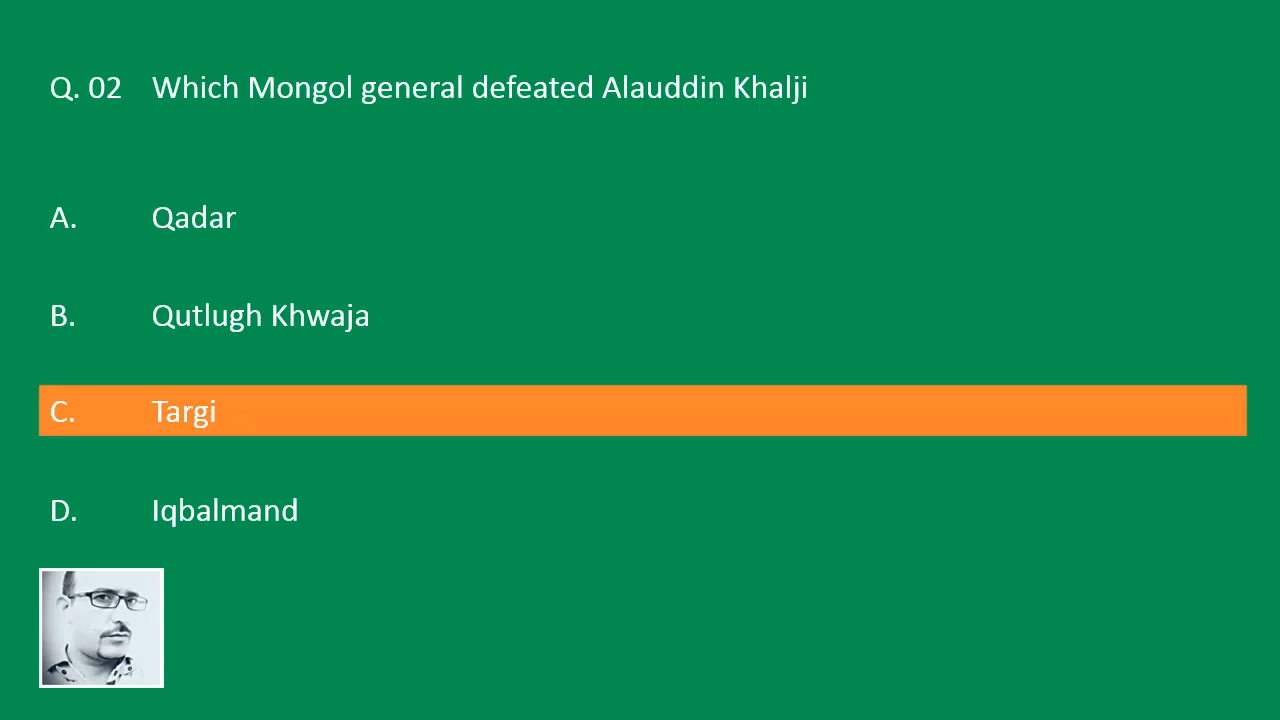 Q. 02 Which Mongol general defeated Alauddin Khalji
A. Qadar
B. Qutlugh Khwaja
C. Targi
D. Iqbalmand